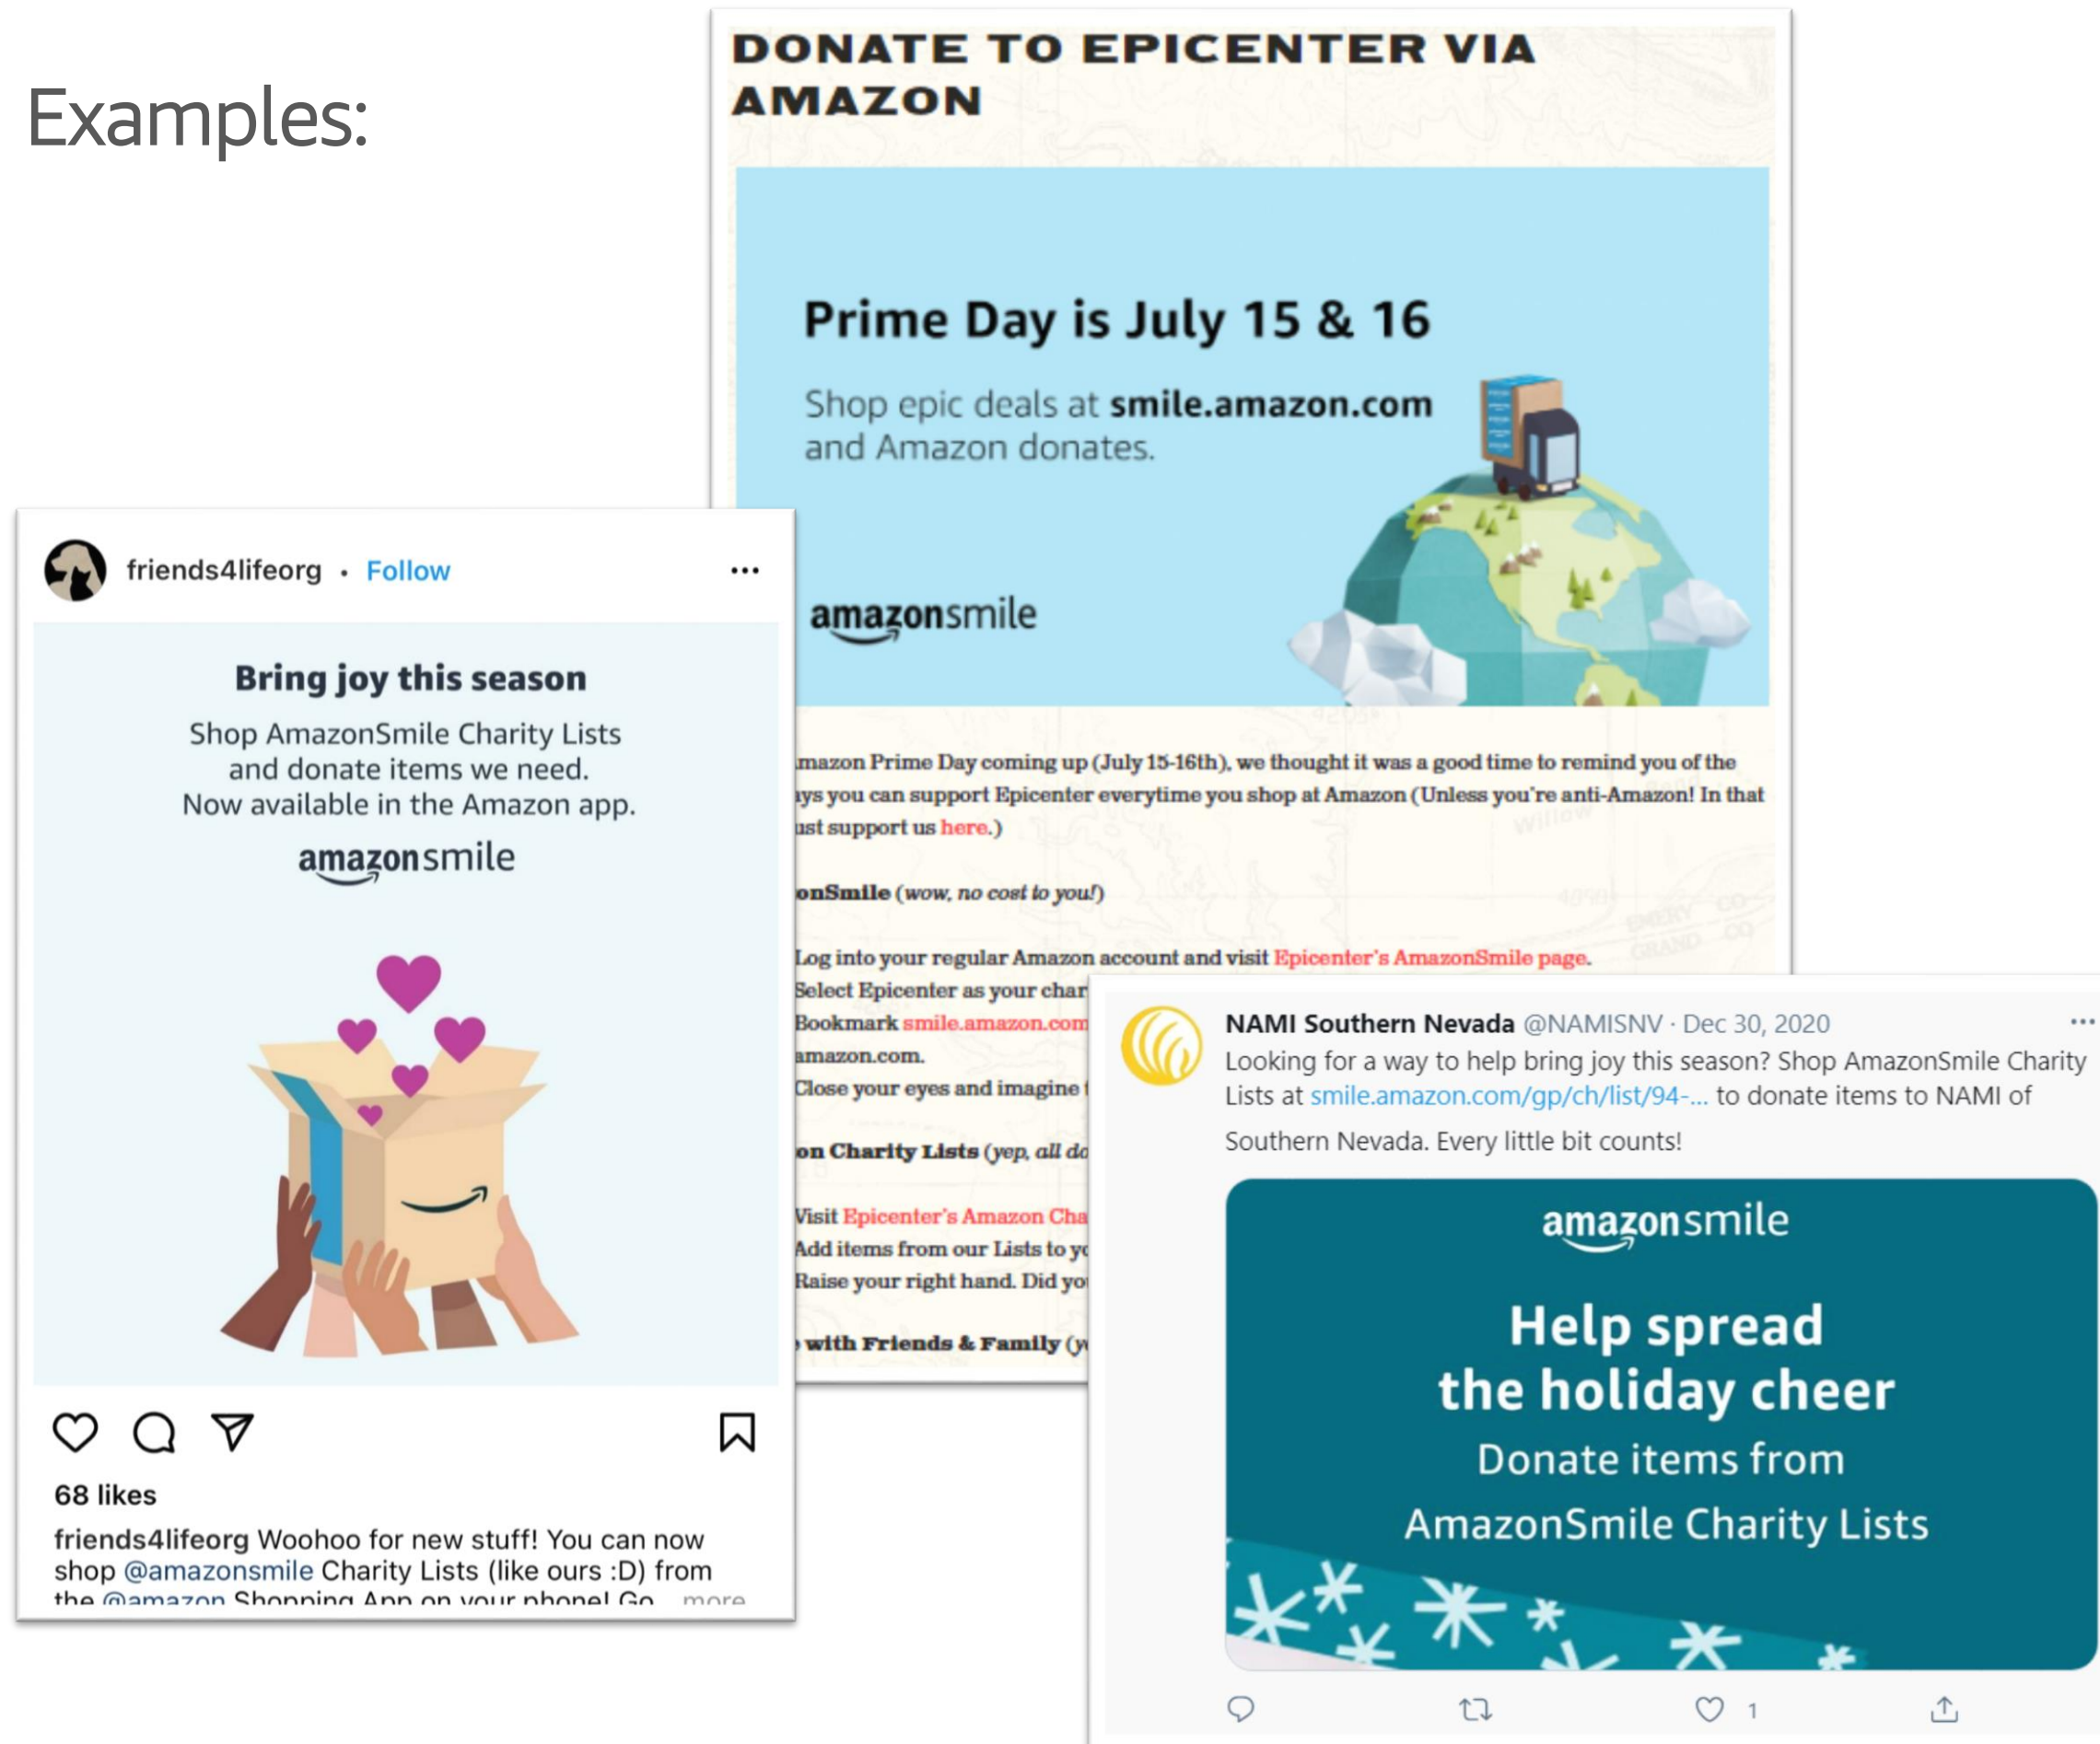 Examples:
DONATE TO EPICENTER VIA
AMAZON
Prime Day is July 15 & 16
Shop epic deals at smile.amazon.com
and Amazon donates.
amazonsmile
mazon Prime Day coming up (July 15-16th), we thought it was a good time to remind you of the
ys you can support Epicenter everytime you shop at Amazon (Unless you're anti-Amazon! In that
ust support us here.)
onSmile (wow, no cost to you!)
Log into your regular Amazon account and visit Epicenter's AmazonSmile page.
Select Epicenter as your char
Bookmark smile.amazon.com
amazon.com.
Close your eyes and imagine
on Charity Lists (yep, all do
Visit Epicenter's Amazon Cha
Add items from our Lists to yo
Raise your right hand. Did you
with Friends & Family (y
friends4lifeorg • Follow
Bring joy this season
Shop AmazonSmile Charity Lists
and donate items we need.
Now available in the Amazon app.
amazonsmile
68 likes
friends4lifeorg Woohoo for new stuff! You can now
shop @amazonsmile Charity Lists (like ours :D) from
the @amazon Shopping App on your phone! Go more
NAMI Southern Nevada @NAMISNV · Dec 30, 2020
Looking for a way to help bring joy this season? Shop AmazonSmile Charity
Lists at smile.amazon.com/gp/ch/list/94-... to donate items to NAMI of
Southern Nevada. Every little bit counts!
amazonsmile
Help spread
the holiday cheer
Donate items from
AmazonSmile Charity Lists
1